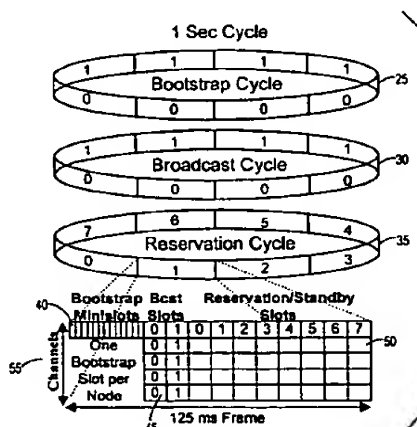 1 Sec Cycle
1 1 1 1
Bootstrap Cycle
0 0 0 0
25
1 1 1 1
Broadcast Cycle
0 0 0 0
30
7 6 5 4
Reservation Cycle
0 1 2 3
35
Bootstrap Minislots
Bcst Slots
Reservation/Standby Slots
40
0 1 0 1 2 3 4 5 6 7
One Bootstrap Slot per Node
0 1
0 1
0 1
0 1
50
55
Channels
45
125 ms Frame